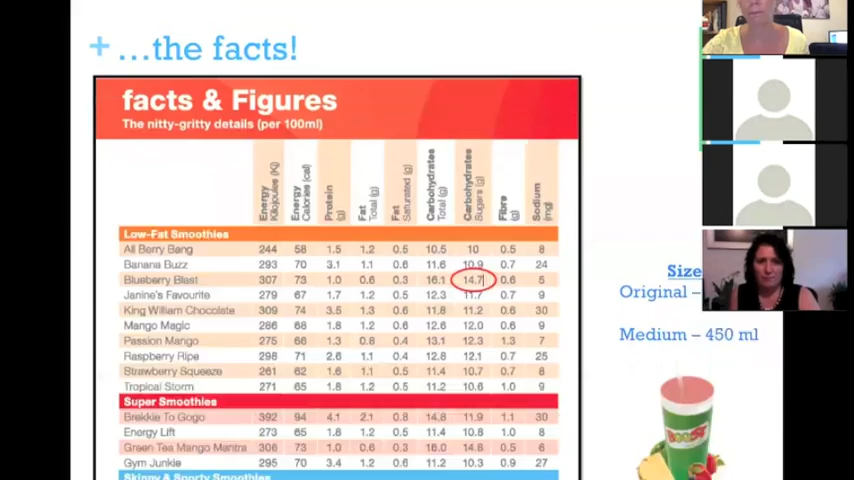 + ...the facts!
facts & Figures
The nitty-gritty details (per 100ml)
Energy Kilojoules (Kj) Energy Calories (cal) Protein (g) Fat Total (g) Fat Saturated (g) Carbohydrates Total (g) Carbohydrates Sugars (g) Fibre (g) Sodium (mg)
Low-Fat Smoothies
All Berry Bang 244 58 1.5 1.2 0.5 10.5 10 0.5 8
Banana Buzz 293 70 3.1 1.1 0.6 11.6 10.9 0.7 24
Blueberry Blast 307 73 1.0 0.6 0.3 16.1 14.7 0.6 5
Janine's Favourite 279 67 1.7 1.2 0.5 12.3 11.7 0.7 9
King William Chocolate 309 74 3.5 1.3 0.6 11.8 11.2 0.6 30
Mango Magic 286 68 1.8 1.2 0.6 12.6 12.0 0.6 9
Passion Mango 275 66 1.3 0.8 0.4 13.1 12.3 1.3 7
Raspberry Ripe 298 71 2.6 1.1 0.4 12.8 12.1 0.7 25
Strawberry Squeeze 261 62 1.6 1.1 0.5 11.4 10.7 0.7 8
Tropical Storm 271 65 1.8 1.2 0.5 11.2 10.6 1.0 9
Super Smoothies
Brekkie To Gogo 392 94 4.1 2.1 0.8 14.8 11.9 1.1 30
Energy Lift 273 65 1.8 1.2 0.5 11.4 10.8 1.0 8
Green Tea Mango Mantra 306 73 1.0 0.6 0.3 16.0 14.8 0.6 5
Gym Junkie 295 70 3.4 1.2 0.6 11.2 10.3 0.9 27
Skinny & Sporty Smoothies
Size
Original –
Medium – 450 ml
BOOST